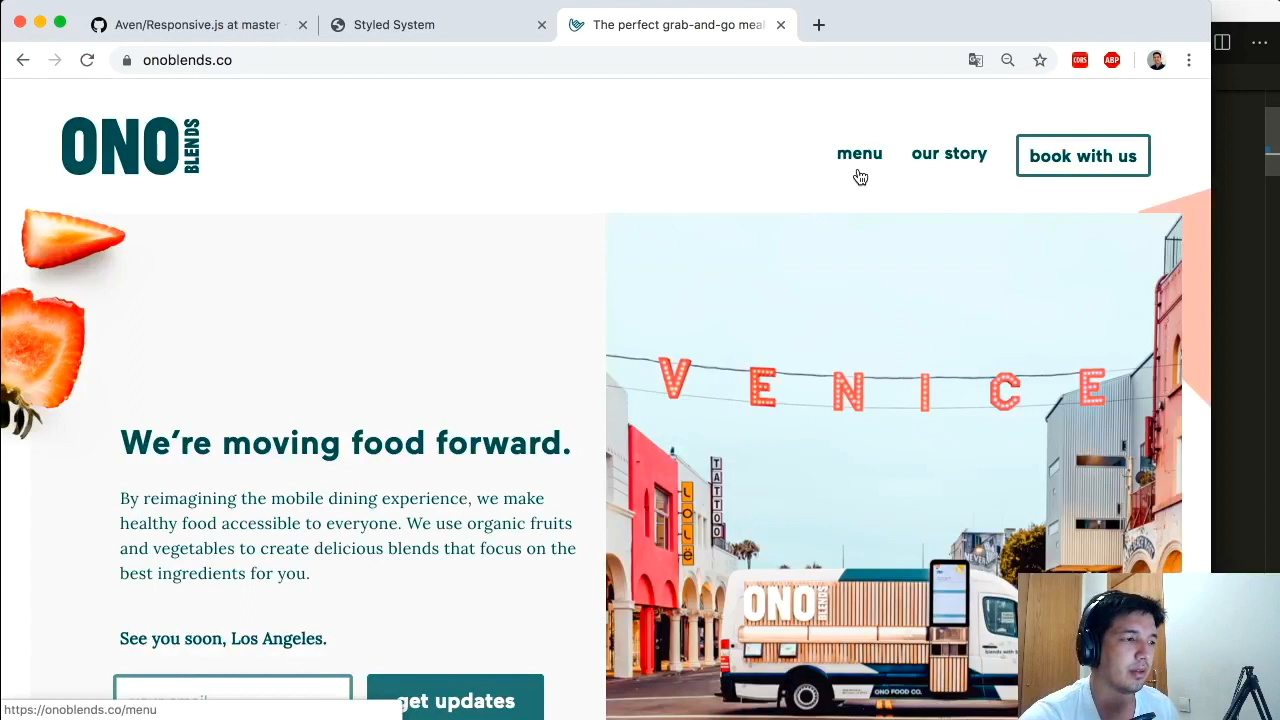 Aven/Responsive.js at master
Styled System
The perfect grab-and-go meal
onoblends.co
CORS
ABP
ONO
BLENDS
menu
our story
book with us
VENICE
TATTOO
We're moving food forward.
By reimagining the mobile dining experience, we make
healthy food accessible to everyone. We use organic fruits
and vegetables to create delicious blends that focus on the
best ingredients for you.
See you soon, Los Angeles.
ONO
BLENDS
ONO FOOD CO.
get updates
https://onoblends.co/menu